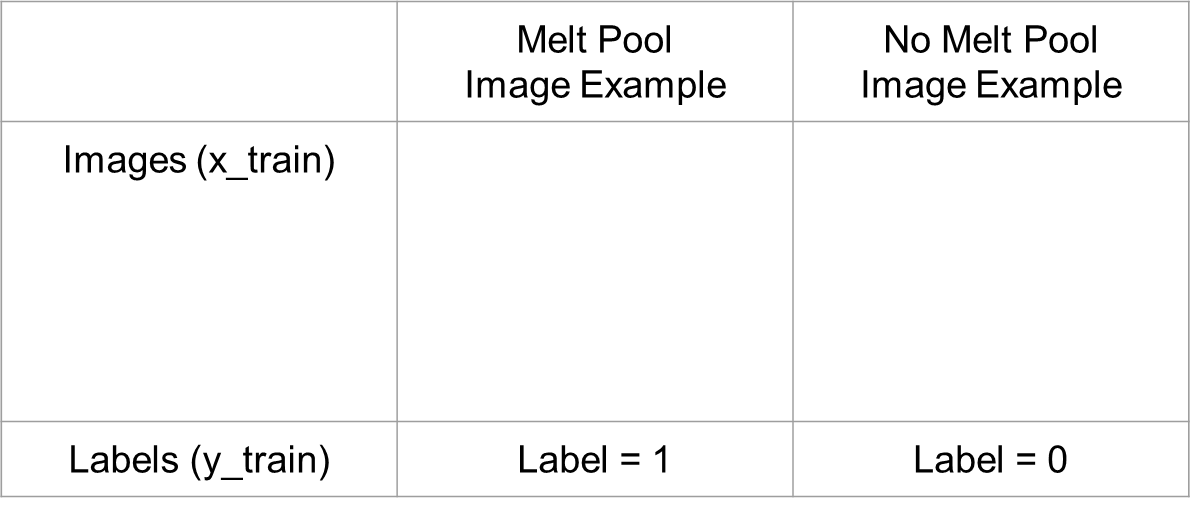 Melt Pool
Image Example
No Melt Pool
Image Example
Images (x_train)
Labels (y_train)
Label = 1
Label = 0